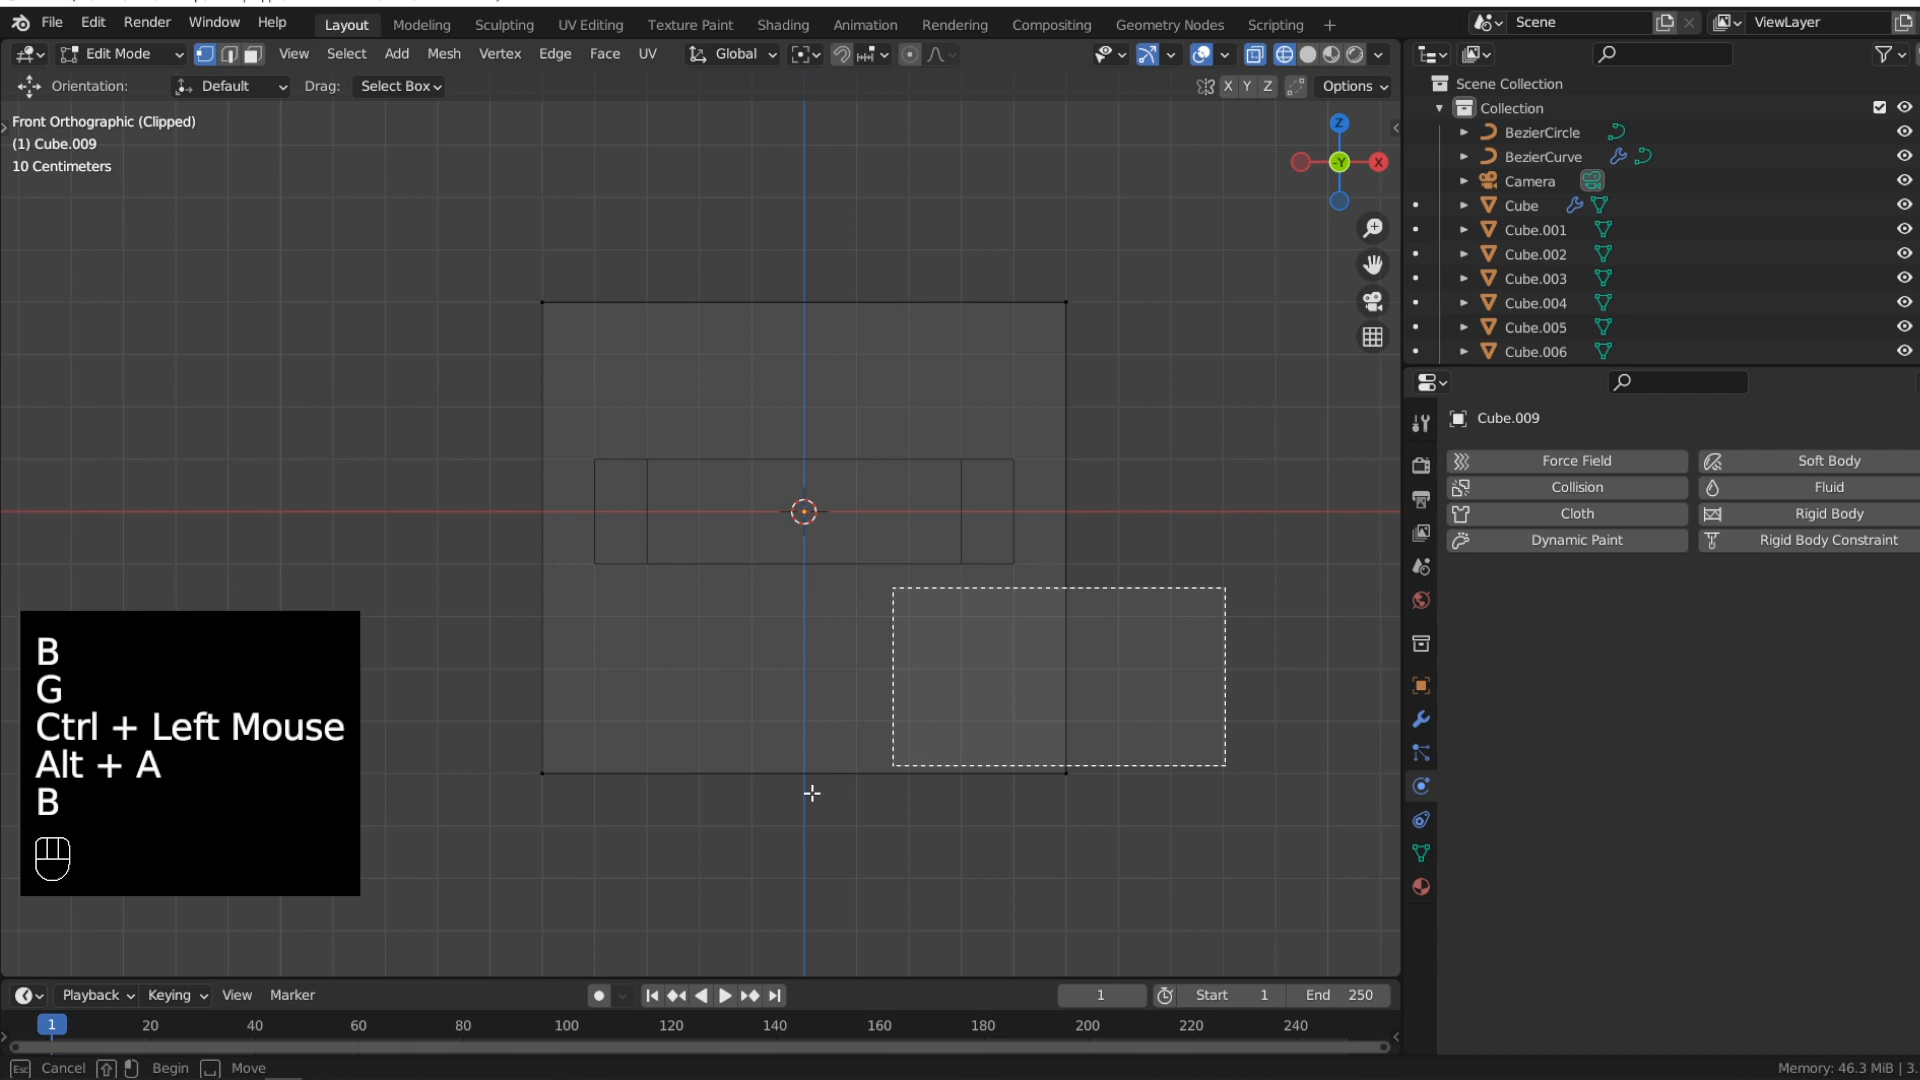 File Edit Render Window Help Layout Modeling Sculpting UV Editing Texture Paint Shading Animation Rendering Compositing Geometry Nodes Scripting + Scene ViewLayer
Edit Mode View Select Add Mesh Vertex Edge Face UV Global
Orientation: Default Drag: Select Box X Y Z Options
Front Orthographic (Clipped)
(1) Cube.009
10 Centimeters
Z
-Y
X
Scene Collection
Collection
BezierCircle
BezierCurve
Camera
Cube
Cube.001
Cube.002
Cube.003
Cube.004
Cube.005
Cube.006
Cube.009
Force Field Soft Body
Collision Fluid
Cloth Rigid Body
Dynamic Paint Rigid Body Constraint
B
G
Ctrl + Left Mouse
Alt + A
B
Playback Keying View Marker 1 Start 1 End 250
1 20 40 60 80 100 120 140 160 180 200 220 240
Esc Cancel Begin Move Memory: 46.3 MiB | 3.